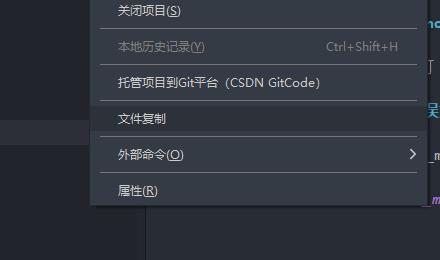 关闭项目(S)
本地历史记录(Y) Ctrl+Shift+H
托管项目到Git平台（CSDN GitCode）
文件复制
外部命令(O)
属性(R)